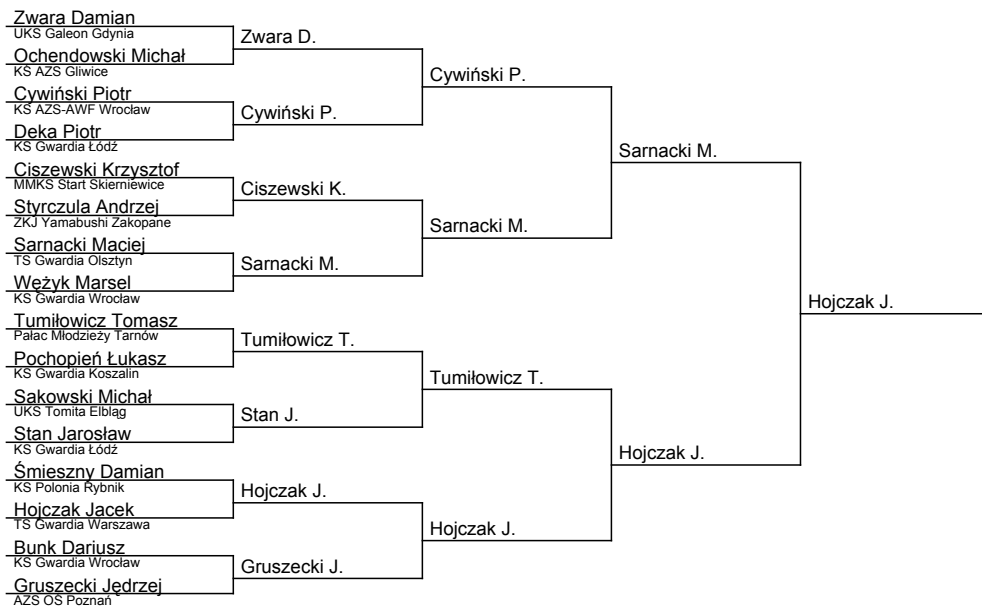 Zwara Damian
UKS Galeon Gdynia
Ochendowski Michał
KS AZS Gliwice
Cywiński Piotr
KS AZS-AWF Wrocław
Deka Piotr
KS Gwardia Łódź
Ciszewski Krzysztof
MMKS Start Skierniewice
Styrczula Andrzej
ZKJ Yamabushi Zakopane
Sarnacki Maciej
TS Gwardia Olsztyn
Wężyk Marsel
KS Gwardia Wrocław
Tumiłowicz Tomasz
Pałac Młodzieży Tarnów
Pochopień Łukasz
KS Gwardia Koszalin
Sakowski Michał
UKS Tomita Elbląg
Stan Jarosław
KS Gwardia Łódź
Śmieszny Damian
KS Polonia Rybnik
Hojczak Jacek
TS Gwardia Warszawa
Bunk Dariusz
KS Gwardia Wrocław
Gruszecki Jędrzej
AZS OŚ Poznań
Zwara D.
Cywiński P.
Ciszewski K.
Sarnacki M.
Tumiłowicz T.
Stan J.
Hojczak J.
Gruszecki J.
Cywiński P.
Sarnacki M.
Tumiłowicz T.
Hojczak J.
Sarnacki M.
Hojczak J.
Hojczak J.